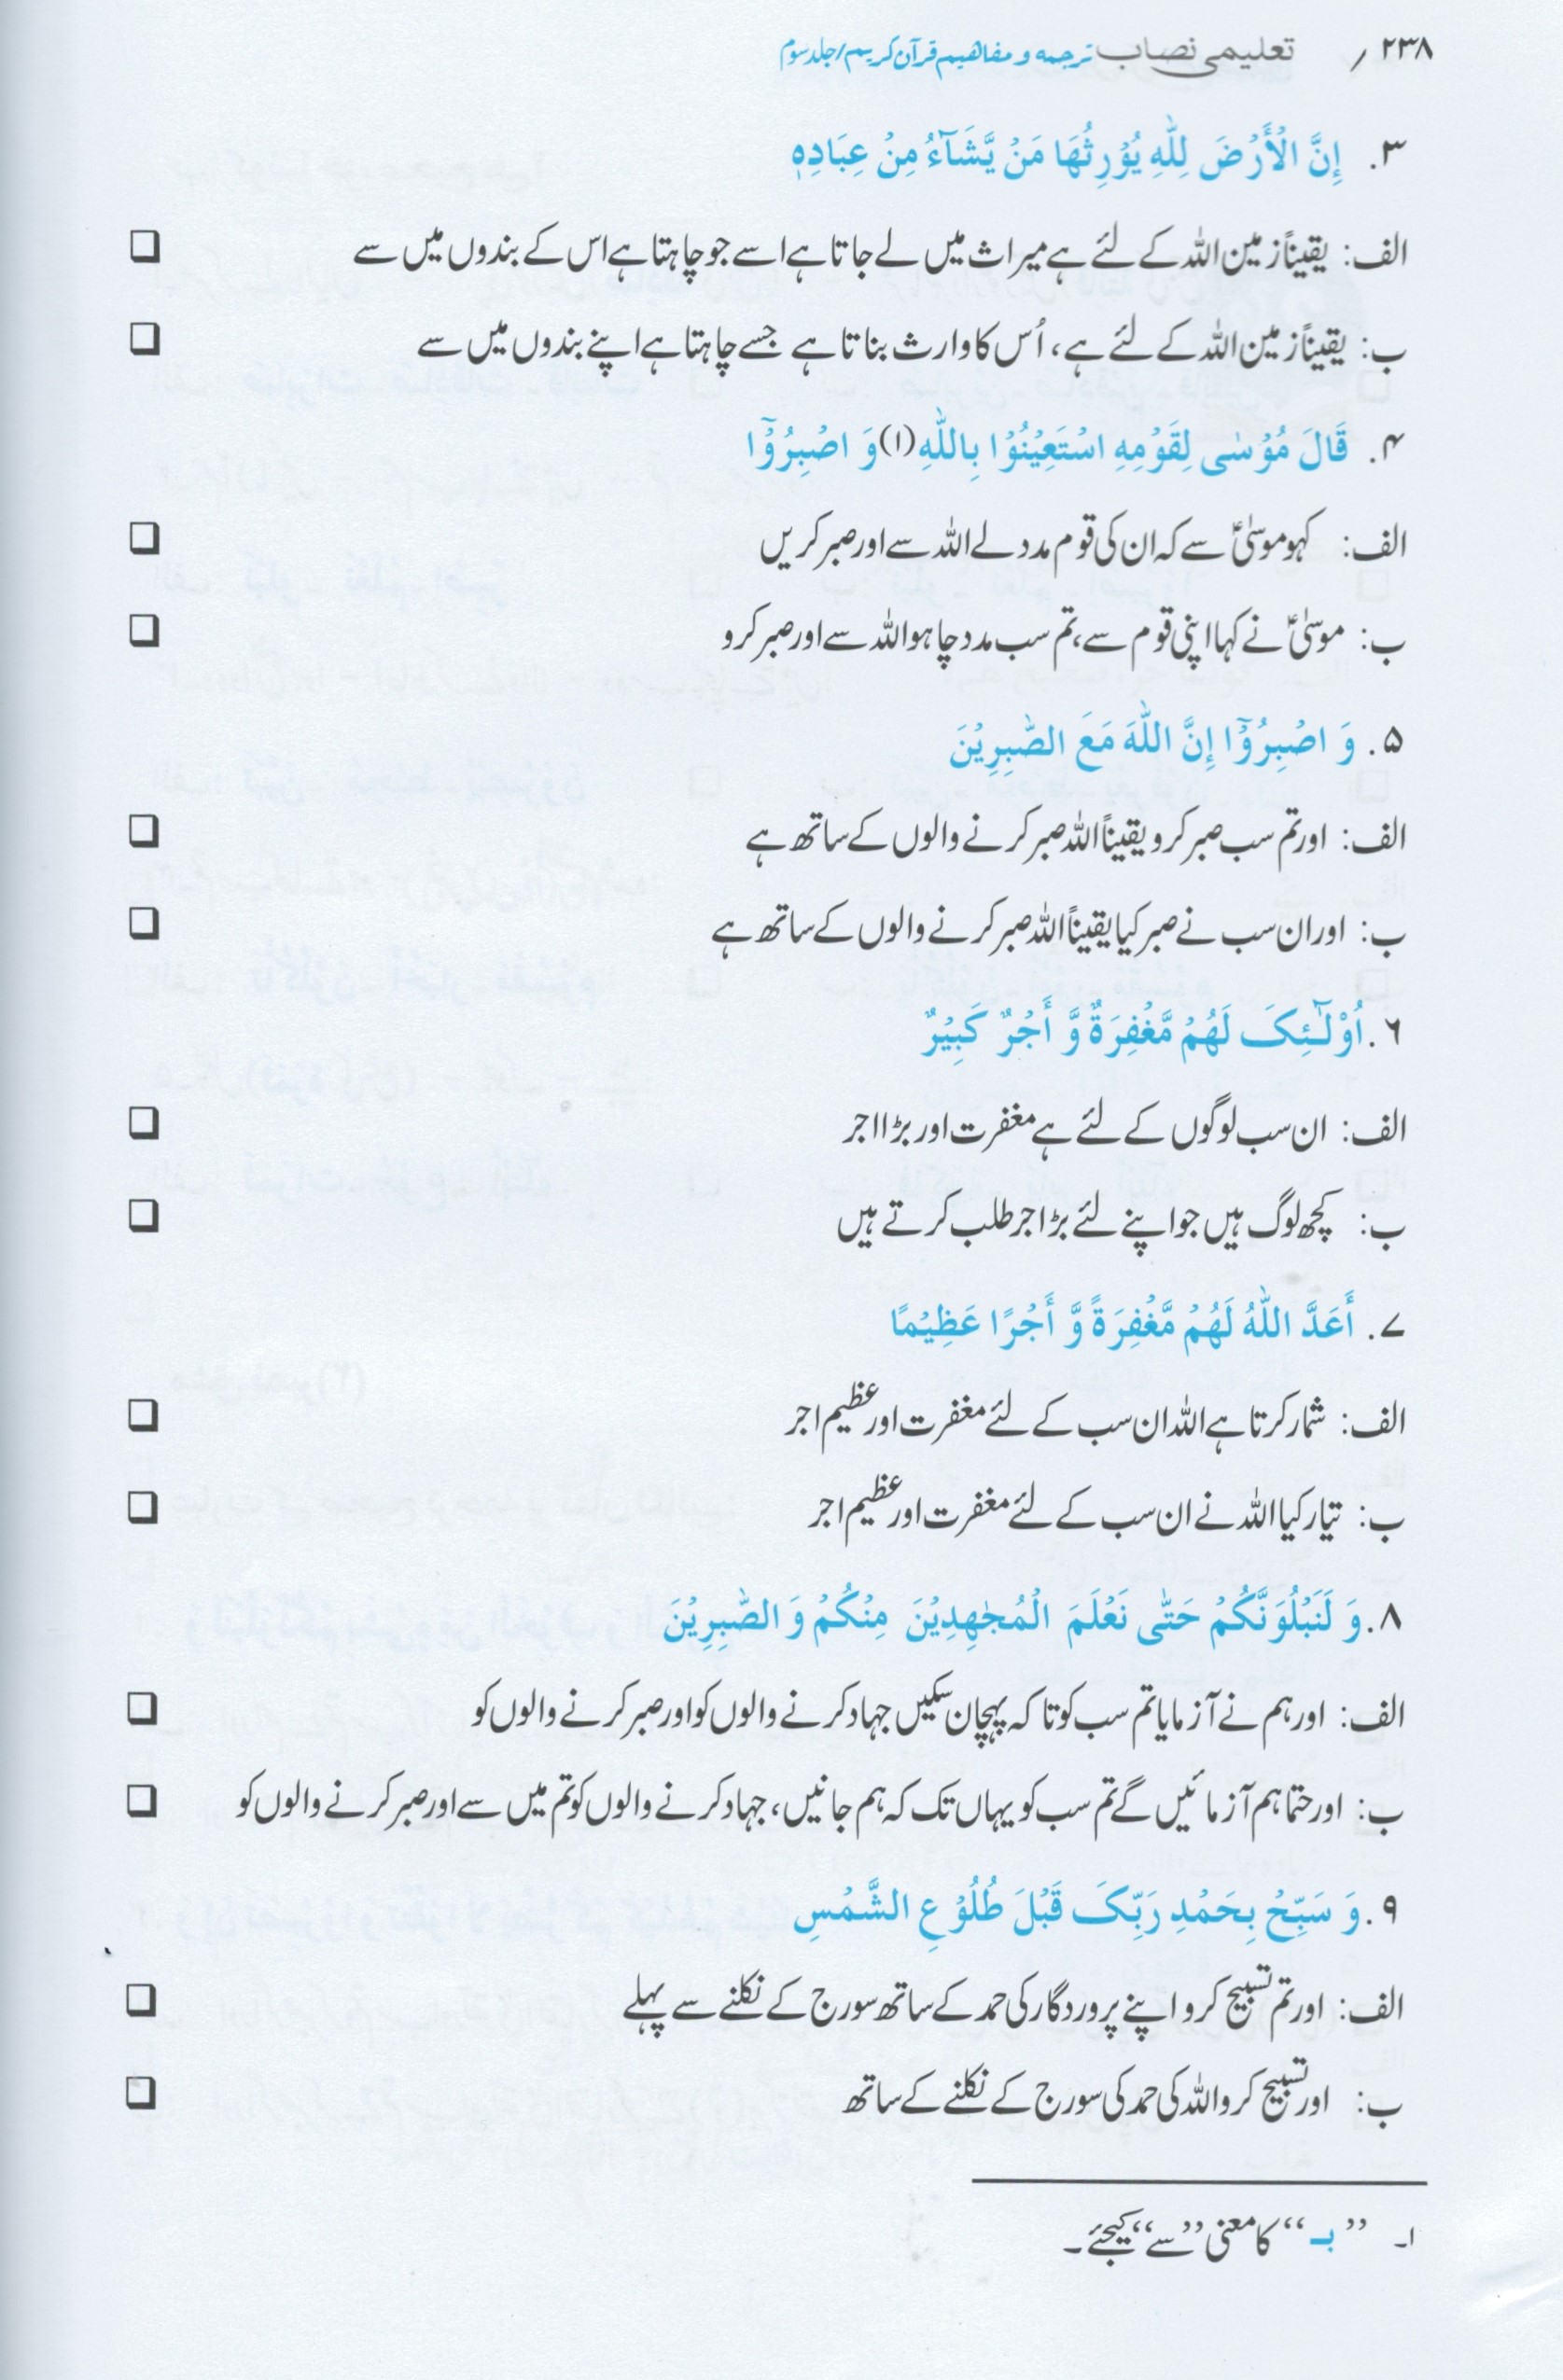 ۲۳۸ / تعلیمی نصاب ترجمه و مفاهیم قرآن کریم/جلد سوم
۳. إِنَّ الْأَرْضَ لِلّٰهِ يُوْرِثُهَا مَنْ يَّشَآءُ مِنْ عِبَادِهٖ
الف: یقیناً زمین اللہ کے لئے ہے میراث میں لے جاتا ہے اسے جو چاہتا ہے اس کے بندوں میں سے ❑
ب: یقیناً زمین اللہ کے لئے ہے، اُس کا وارث بناتا ہے جسے چاہتا ہے اپنے بندوں میں سے ❑
۴. قَالَ مُوْسٰى لِقَوْمِهِ اسْتَعِيْنُوْا بِاللّٰهِ(۱) وَ اصْبِرُوْٓا
الف: کہو موسیٰؑ سے کہ ان کی قوم مدد لے اللہ سے اور صبر کریں ❑
ب: موسیٰؑ نے کہا اپنی قوم سے، تم سب مدد چاہو اللہ سے اور صبر کرو ❑
۵. وَ اصْبِرُوْٓا إِنَّ اللّٰهَ مَعَ الصّٰبِرِيْنَ
الف: اور تم سب صبر کرو یقیناً اللہ صبر کرنے والوں کے ساتھ ہے ❑
ب: اور ان سب نے صبر کیا یقیناً اللہ صبر کرنے والوں کے ساتھ ہے ❑
۶. اُوْلٰٓئِکَ لَهُمْ مَّغْفِرَةٌ وَّ أَجْرٌ كَبِيْرٌ
الف: ان سب لوگوں کے لئے ہے مغفرت اور بڑا اجر ❑
ب: کچھ لوگ ہیں جو اپنے لئے بڑا اجر طلب کرتے ہیں ❑
۷. أَعَدَّ اللّٰهُ لَهُمْ مَّغْفِرَةً وَّ أَجْرًا عَظِيْمًا
الف: شمار کرتا ہے اللہ ان سب کے لئے مغفرت اور عظیم اجر ❑
ب: تیار کیا اللہ نے ان سب کے لئے مغفرت اور عظیم اجر ❑
۸. وَ لَنَبْلُوَنَّكُمْ حَتّٰى نَعْلَمَ الْمُجٰهِدِيْنَ مِنْكُمْ وَ الصّٰبِرِيْنَ
الف: اور ہم نے آزمایا تم سب کو تاکہ پہچان سکیں جہاد کرنے والوں کو اور صبر کرنے والوں کو ❑
ب: اور حتما ہم آزمائیں گے تم سب کو یہاں تک کہ ہم جانیں، جہاد کرنے والوں کو تم میں سے اور صبر کرنے والوں کو ❑
۹. وَ سَبِّحْ بِحَمْدِ رَبِّکَ قَبْلَ طُلُوْعِ الشَّمْسِ
الف: اور تم تسبیح کرو اپنے پروردگار کی حمد کے ساتھ سورج کے نکلنے سے پہلے ❑
ب: اور تسبیح کرو اللہ کی حمد کی سورج کے نکلنے کے ساتھ ❑
۱۔ ”بـ“ کا معنی ”سے“ کیجئے۔